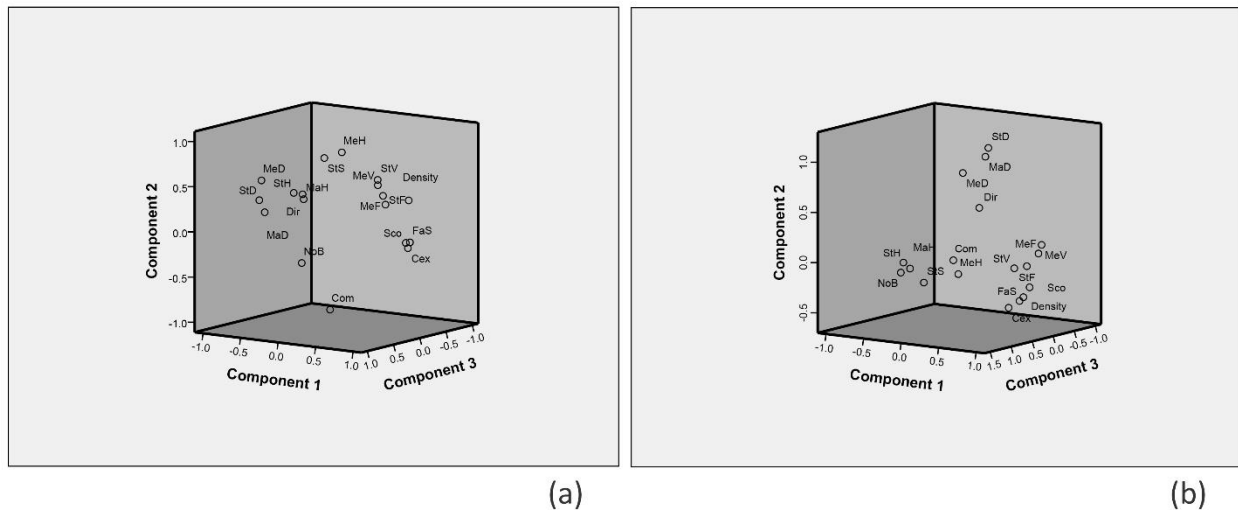 MeH
StS
MeD
StH
StD
MaH
Dir
MaD
NoB
Com
StV
MeV
Density
StF
MeF
Sco
FaS
Cex
1.0
0.5
0.0
-0.5
-1.0
Component 2
-1.0
-0.5
0.0
0.5
1.0
Component 1
1.0
0.5
0.0
-0.5
-1.0
Component 3
(a)
StD
MaD
MeD
Dir
MeF
MeV
StH
MaH
Com
MeH
StV
NoB
StS
StF
Sco
FaS
Density
Cex
1.0
0.5
0.0
-0.5
Component 2
-1.0
-0.5
0.0
0.5
1.0
Component 1
1.5
1.0
0.5
0.0
-0.5
-1.0
Component 3
(b)